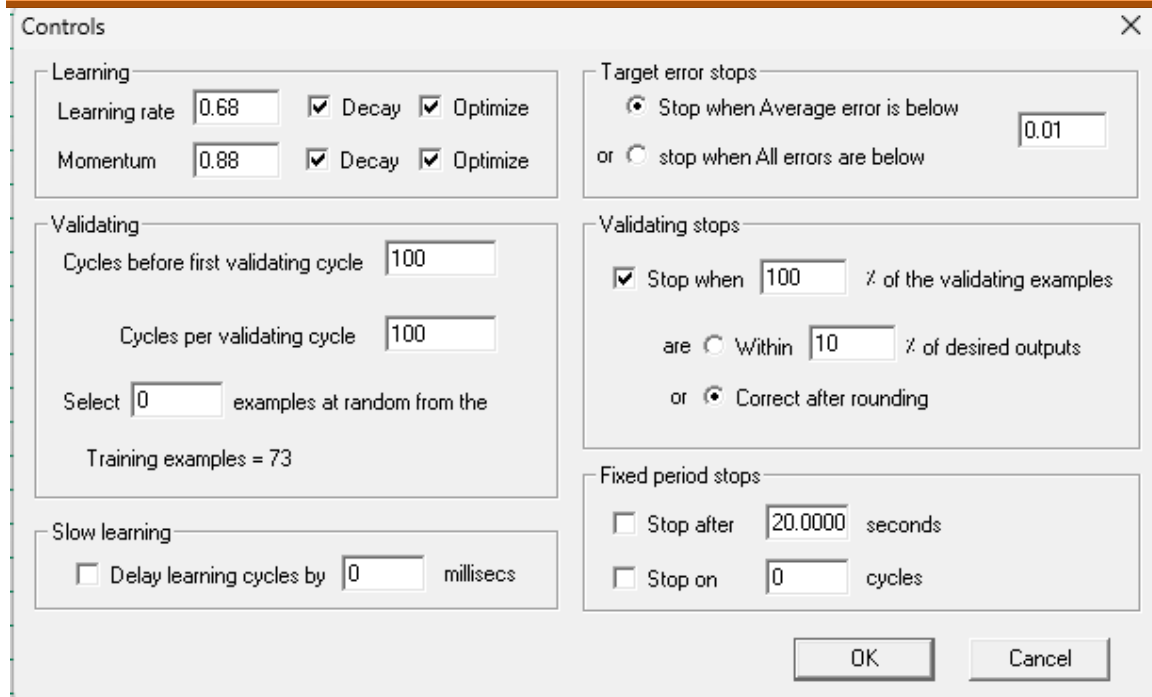 Controls
Learning
Learning rate 0.68 Decay Optimize
Momentum 0.88 Decay Optimize
Validating
Cycles before first validating cycle 100
Cycles per validating cycle 100
Select 0 examples at random from the
Training examples = 73
Slow learning
Delay learning cycles by 0 millisecs
Target error stops
Stop when Average error is below
0.01
or stop when All errors are below
Validating stops
Stop when 100 % of the validating examples
are Within 10 % of desired outputs
or Correct after rounding
Fixed period stops
Stop after 20.0000 seconds
Stop on 0 cycles
OK Cancel